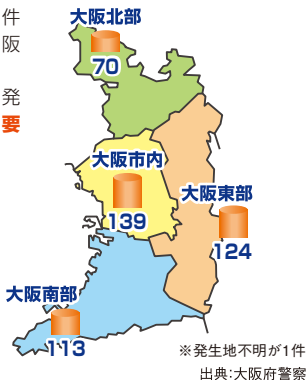 件
阪
発
要
大阪北部
70
大阪市内
139
大阪東部
124
大阪南部
113
※発生地不明が1件
出典:大阪府警察